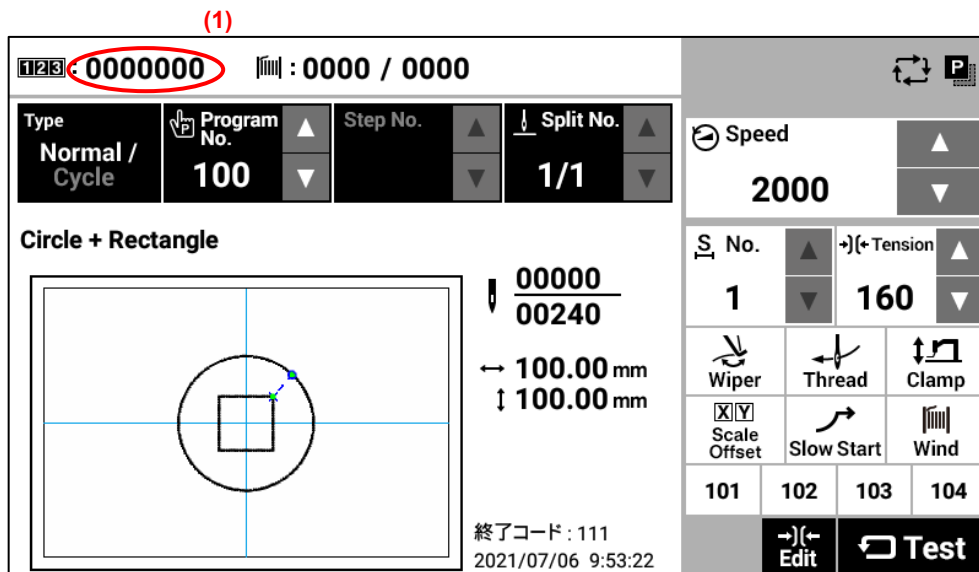 (1)
123 : 0000000 : 0000 / 0000
P
Type
Normal /
Cycle
P Program
No.
100
Step No.
Split No.
1/1
Speed
2000
Circle + Rectangle
S No.
1
Tension
160
00000
00240
100.00 mm
100.00 mm
Wiper
Thread
Clamp
X Y
Scale
Offset
Slow Start
Wind
101 102 103 104
終了コード : 111
2021/07/06 9:53:22
Edit
Test